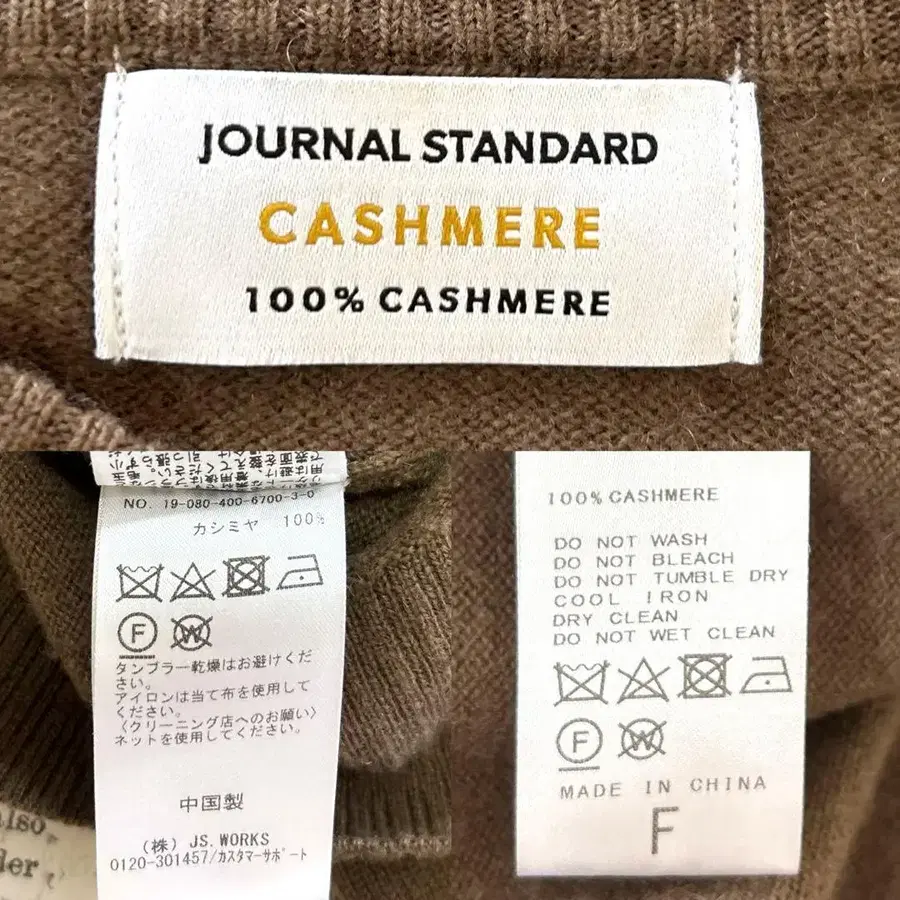 JOURNAL STANDARD
CASHMERE
100% CASHMERE
NO. 19-080-400-6700-3-0
カシミヤ 100%
F
W
タンブラー乾燥はお避けくだ
さい。
アイロンは当て布を使用して
ください。
〈クリーニング店へのお願い〉
ネットを使用してください。
中国製
(株) JS.WORKS
0120-301457/カスタマーサポート
also
der
100% CASHMERE
DO NOT WASH
DO NOT BLEACH
DO NOT TUMBLE DRY
COOL IRON
DRY CLEAN
DO NOT WET CLEAN
F
W
MADE IN CHINA
F